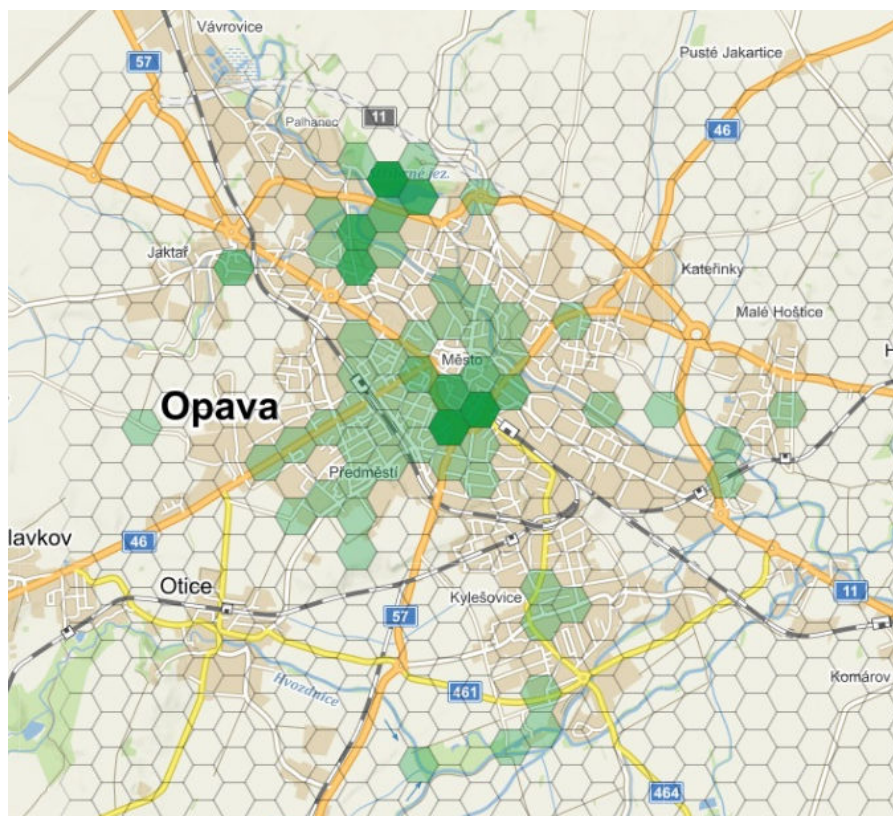 Vávrovice
57
Pusté Jakartice
11
Palhanec
46
Jaktař
Kateřinky
Malé Hoštice
H
Město
Opava
Předměstí
lavkov
46
Otice
Kylešovice
57
11
Hvozdnice
461
Komárov
464